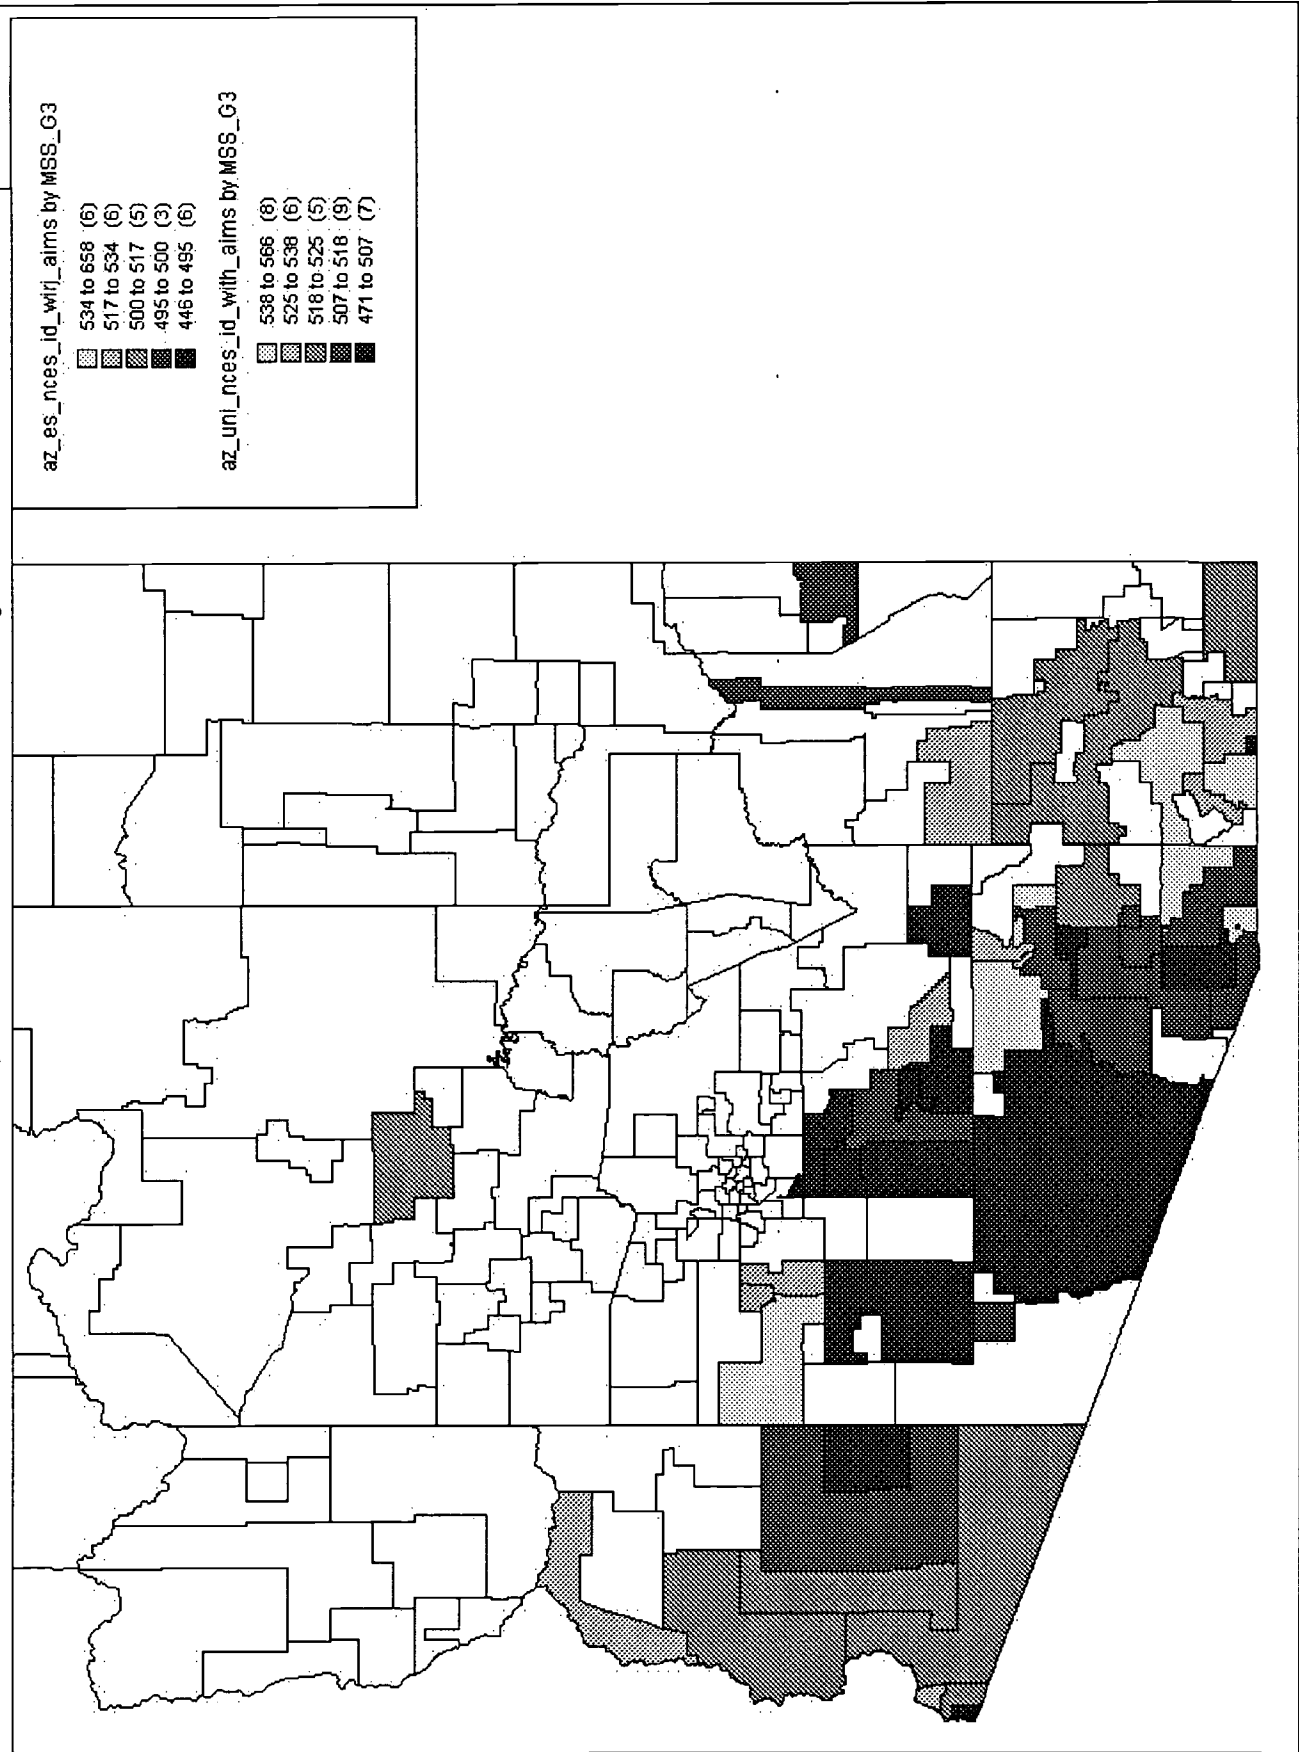 az_es_nces_id_wirj_aims by MSS_G3
534 to 658 (6)
517 to 534 (6)
500 to 517 (5)
495 to 500 (3)
446 to 495 (6)
az_uni_nces_id_with_aims by MSS_G3
538 to 566 (8)
525 to 538 (6)
518 to 525 (5)
507 to 518 (9)
471 to 507 (7)